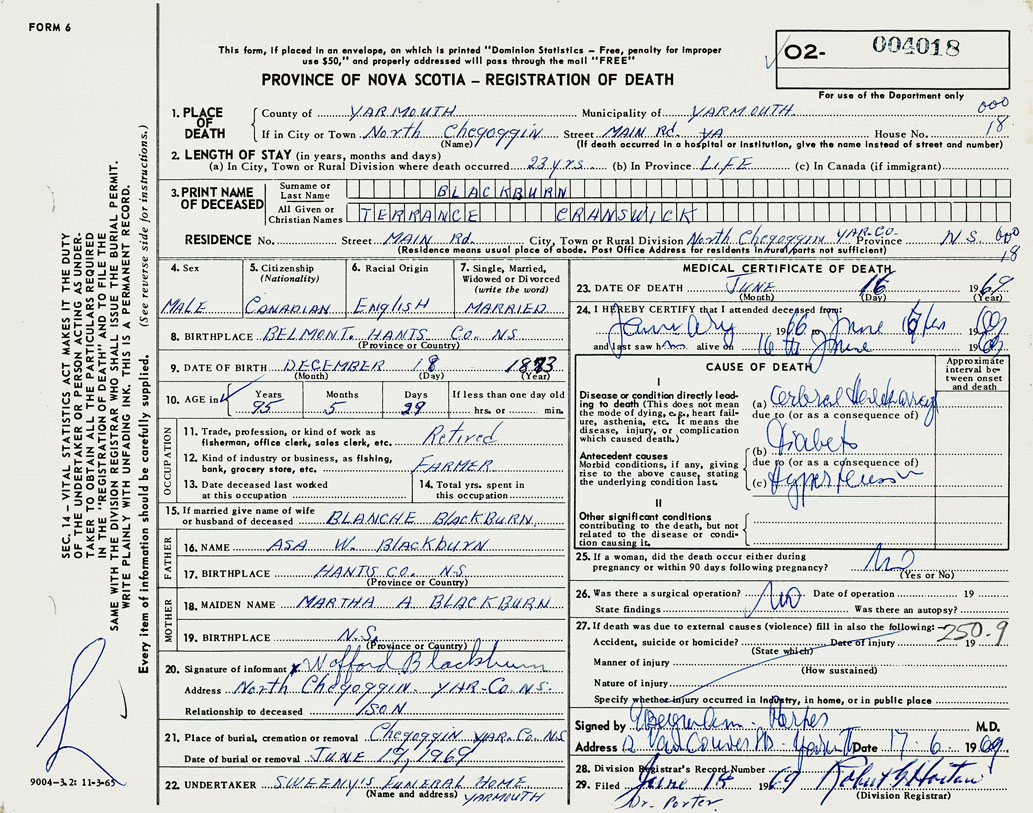 FORM 6
This form, if placed in an envelope, on which is printed "Dominion Statistics – Free, penalty for improper
use $50," and properly addressed will pass through the mail "FREE"
PROVINCE OF NOVA SCOTIA – REGISTRATION OF DEATH
O2- 004018
For use of the Department only
1. PLACE OF DEATH County of YARMOUTH Municipality of YARMOUTH. 000
If in City or Town North Chegoggin Street MAIN Rd. YA House No. 18
(Name) (If death occurred in a hospital or institution, give the name instead of street and number)
2. LENGTH OF STAY (in years, months and days)
(a) In City, Town or Rural Division where death occurred 23 yrs. (b) In Province LIFE (c) In Canada (if immigrant)
3. PRINT NAME OF DECEASED Surname or Last Name BLACKBURN
All Given or Christian Names TERRANCE CRANSWICK
RESIDENCE No. Street MAIN Rd. City, Town or Rural Division North Chegoggin YAR-CO. Province N.S. 000
(Residence means usual place of abode. Post Office Address for residents in rural parts not sufficient) 18
4. Sex 5. Citizenship (Nationality) 6. Racial Origin 7. Single, Married, Widowed or Divorced (write the word)
MALE CANADIAN English MARRIED
8. BIRTHPLACE BELMONT. HANTS Co. NS
(Province or Country)
9. DATE OF BIRTH DECEMBER 18 1873
(Month) (Day) (Year)
10. AGE in Years Months Days If less than one day old
95 5 29 hrs. or min.
OCCUPATION
11. Trade, profession, or kind of work as fisherman, office clerk, sales clerk, etc. Retired
12. Kind of industry or business, as fishing, bank, grocery store, etc. FARMER
13. Date deceased last worked at this occupation 14. Total yrs. spent in this occupation
15. If married give name of wife or husband of deceased BLANCHE BLACKBURN.
FATHER
16. NAME ASA W. BLACKBURN
17. BIRTHPLACE HANTS CO. N-S
(Province or Country)
MOTHER
18. MAIDEN NAME MARTHA A BLACKBURN
19. BIRTHPLACE N.S.
(Province or Country)
20. Signature of informant x Wofford Blackburn
Address North Chegoggin. YAR-Co. NS.
Relationship to deceased SON
21. Place of burial, cremation or removal Chegoggin YAR. Co. NS
Date of burial or removal JUNE 19, 1969
22. UNDERTAKER SWEENY'S FUNERAL HOME
(Name and address) YARMOUTH
MEDICAL CERTIFICATE OF DEATH
23. DATE OF DEATH JUNE 16 1969
(Month) (Day) (Year)
24. I HEREBY CERTIFY that I attended deceased from:
January 1966 to June 1969
and last saw him alive on 16th June 1969
CAUSE OF DEATH
Approximate interval between onset and death
I
Disease or condition directly leading to death (This does not mean the mode of dying, e.g., heart failure, asthenia, etc. It means the disease, injury, or complication which caused death.)
(a) Cerebral
due to (or as a consequence of)
Antecedent causes
Morbid conditions, if any, giving rise to the above cause, stating the underlying condition last.
(b) Diabetes
due to (or as a consequence of)
(c) Hypertension
II
Other significant conditions contributing to the death, but not related to the disease or condition causing it.
25. If a woman, did the death occur either during pregnancy or within 90 days following pregnancy? No
(Yes or No)
26. Was there a surgical operation? No Date of operation 19
State findings Was there an autopsy?
27. If death was due to external causes (violence) fill in also the following: 250.9
Accident, suicide or homicide? Date of injury 19
(State which)
Manner of injury
(How sustained)
Nature of injury
Specify whether injury occurred in industry, in home, or in public place
Signed by M.D.
Address Date 17-6 1969
28. Division Registrar's Record Number
29. Filed June 18 1969
(Division Registrar)
Dr. Porter
SEC. 14 – VITAL STATISTICS ACT MAKES IT THE DUTY
OF THE UNDERTAKER OR PERSON ACTING AS UNDER-
TAKER TO OBTAIN ALL THE PARTICULARS REQUIRED
IN THE "REGISTRATION OF DEATH" AND TO FILE THE
SAME WITH THE DIVISION REGISTRAR WHO SHALL ISSUE THE BURIAL PERMIT.
WRITE PLAINLY WITH UNFADING INK. THIS IS A PERMANENT RECORD.
Every item of information should be carefully supplied. (See reverse side for instructions.)
9004-3.2: 11-3-65